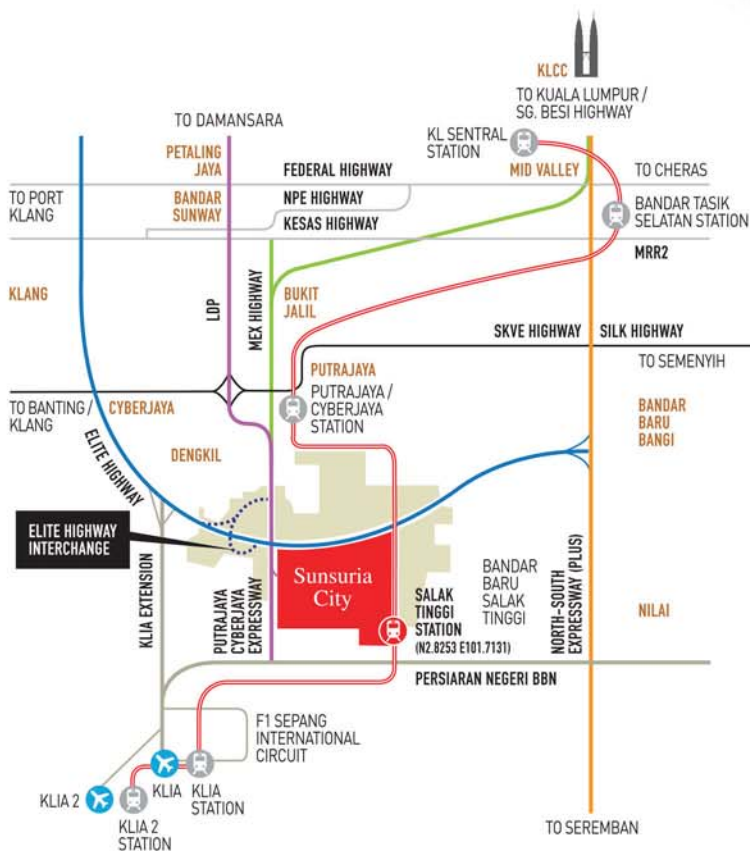 KLCC
TO KUALA LUMPUR /
SG. BESI HIGHWAY
TO DAMANSARA
KL SENTRAL
STATION
PETALING
JAYA
FEDERAL HIGHWAY
MID VALLEY
TO CHERAS
TO PORT
KLANG
BANDAR
SUNWAY
NPE HIGHWAY
KESAS HIGHWAY
BANDAR TASIK
SELATAN STATION
MRR2
KLANG
LDP
MEX HIGHWAY
BUKIT
JALIL
SKVE HIGHWAY
SILK HIGHWAY
TO SEMENYIH
PUTRAJAYA
PUTRAJAYA /
CYBERJAYA
STATION
TO BANTING /
KLANG
CYBERJAYA
BANDAR
BARU
BANGI
DENGKIL
ELITE HIGHWAY
ELITE HIGHWAY
INTERCHANGE
Sunsuria
City
KLIA EXTENSION
PUTRAJAYA
CYBERJAYA
EXPRESSWAY
SALAK
TINGGI
STATION
(N2.8253 E101.7131)
BANDAR
BARU
SALAK
TINGGI
NORTH-SOUTH
EXPRESSWAY (PLUS)
NILAI
PERSIARAN NEGERI BBN
F1 SEPANG
INTERNATIONAL
CIRCUIT
KLIA 2
KLIA
KLIA
STATION
KLIA 2
STATION
TO SEREMBAN